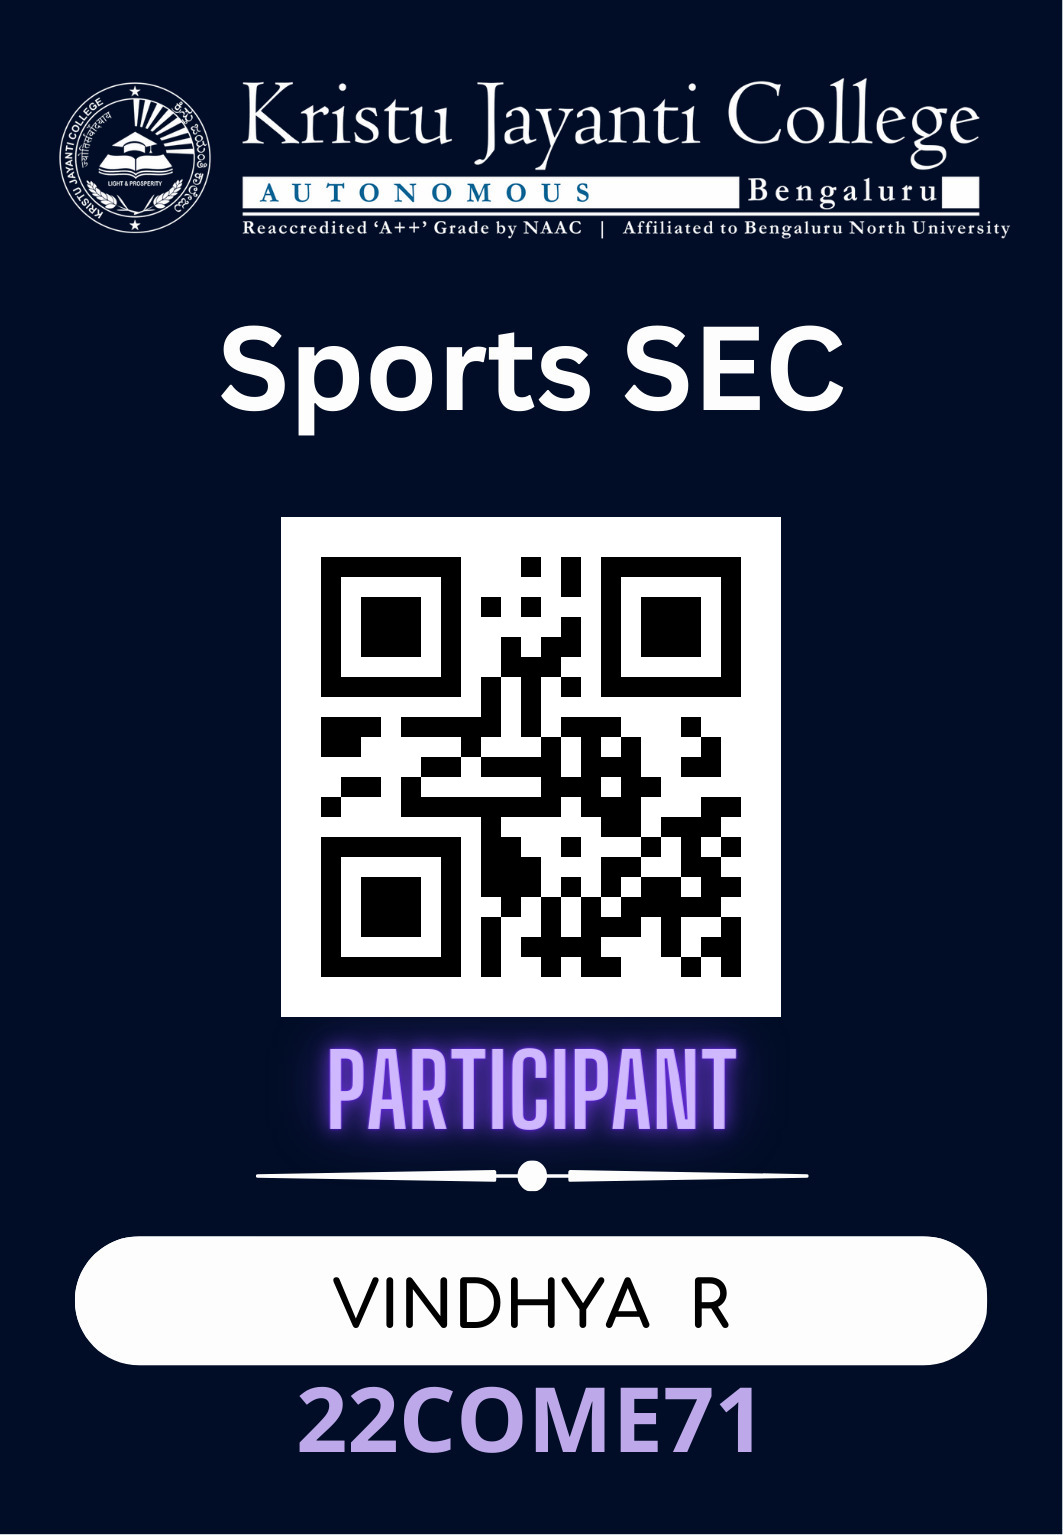 Kristu Jayanti College
AUTONOMOUS Bengaluru
Reaccredited ‘A++’ Grade by NAAC | Affiliated to Bengaluru North University
KRISTU JAYANTI COLLEGE
LIGHT & PROSPERITY
Sports SEC
PARTICIPANT
VINDHYA R
22COME71